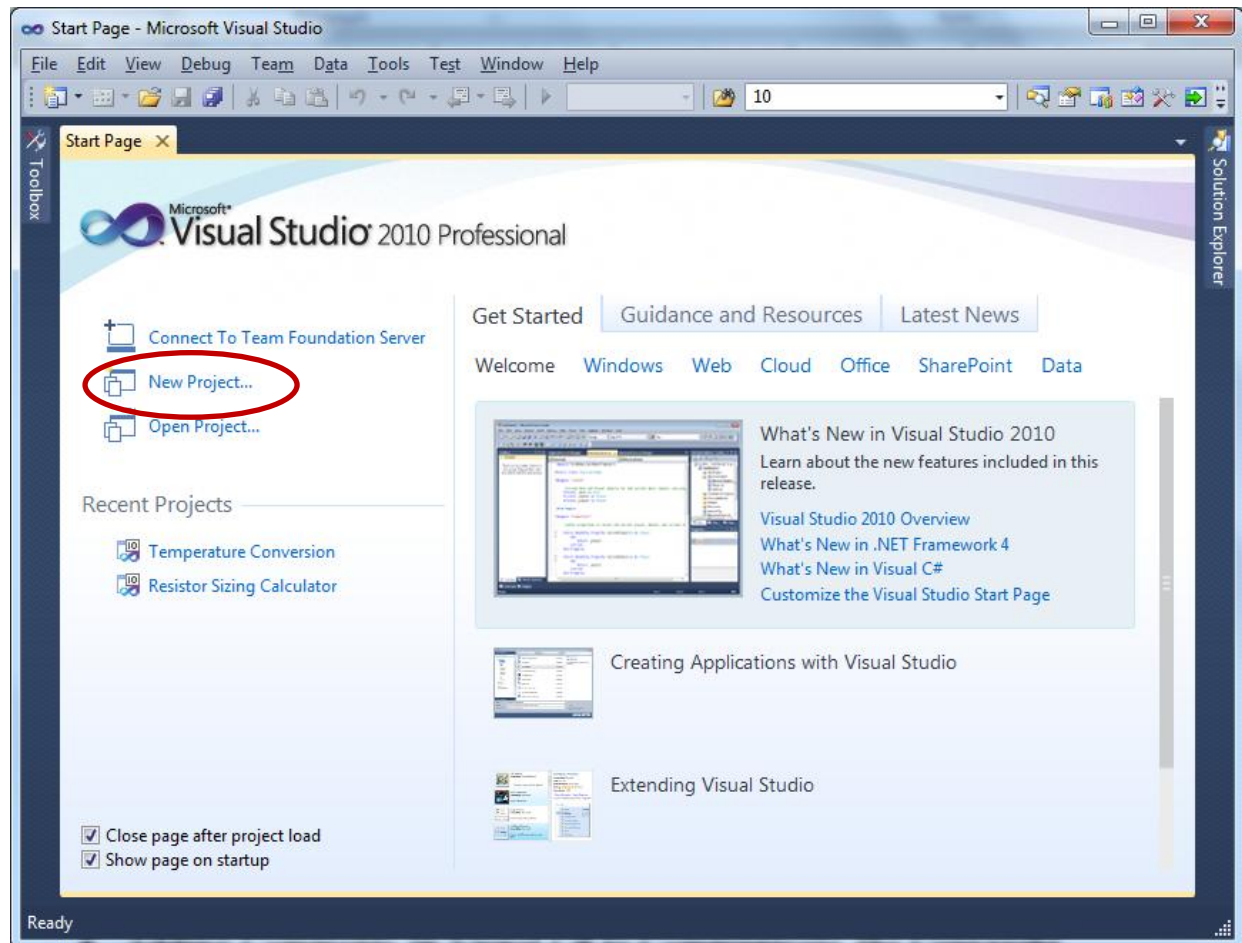 Start Page - Microsoft Visual Studio
File Edit View Debug Team Data Tools Test Window Help
10
Toolbox
Start Page
Solution Explorer
Microsoft
Visual Studio 2010 Professional
Connect To Team Foundation Server
New Project...
Open Project...
Recent Projects
Temperature Conversion
Resistor Sizing Calculator
Close page after project load
Show page on startup
Get Started Guidance and Resources Latest News
Welcome Windows Web Cloud Office SharePoint Data
What's New in Visual Studio 2010
Learn about the new features included in this
release.
Visual Studio 2010 Overview
What's New in .NET Framework 4
What's New in Visual C#
Customize the Visual Studio Start Page
Creating Applications with Visual Studio
Extending Visual Studio
Ready